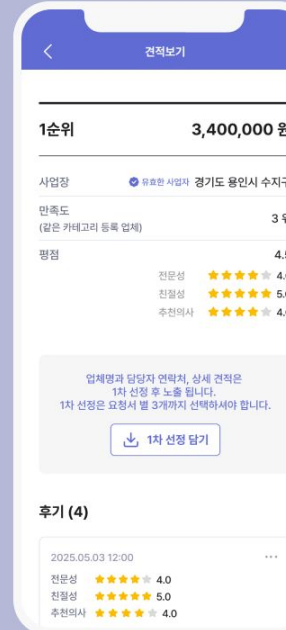 견적보기
1순위 3,400,000 원
사업장 유효한 사업자 경기도 용인시 수지구
만족도 3 위
(같은 카테고리 등록 업체)
평점 4.5
전문성 ★★★★★ 4.0
친절성 ★★★★★ 5.0
추천의사 ★★★★★ 4.0
업체명과 담당자 연락처, 상세 견적은
1차 선정 후 노출 됩니다.
1차 선정은 요청서 별 3개까지 선택하셔야 합니다.
1차 선정 담기
후기 (4)
2025.05.03 12:00 ...
전문성 ★★★★★ 4.0
친절성 ★★★★★ 5.0
추천의사 ★★★★★ 4.0